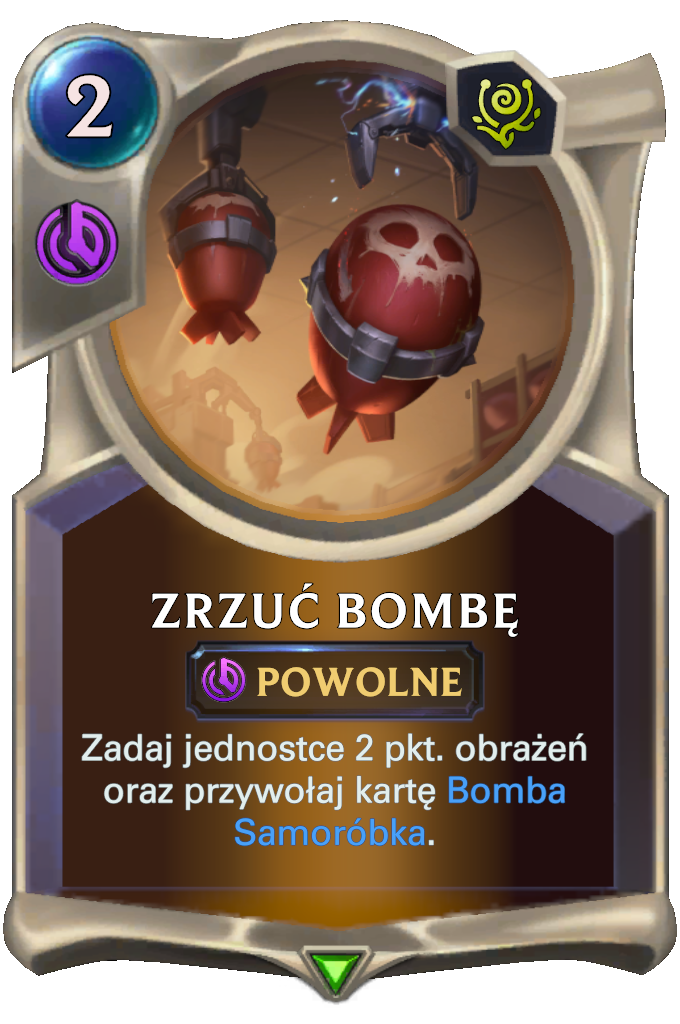 2
ZRZUĆ BOMBĘ
POWOLNE
Zadaj jednostce 2 pkt. obrażeń
oraz przywołaj kartę Bomba
Samoróbka.